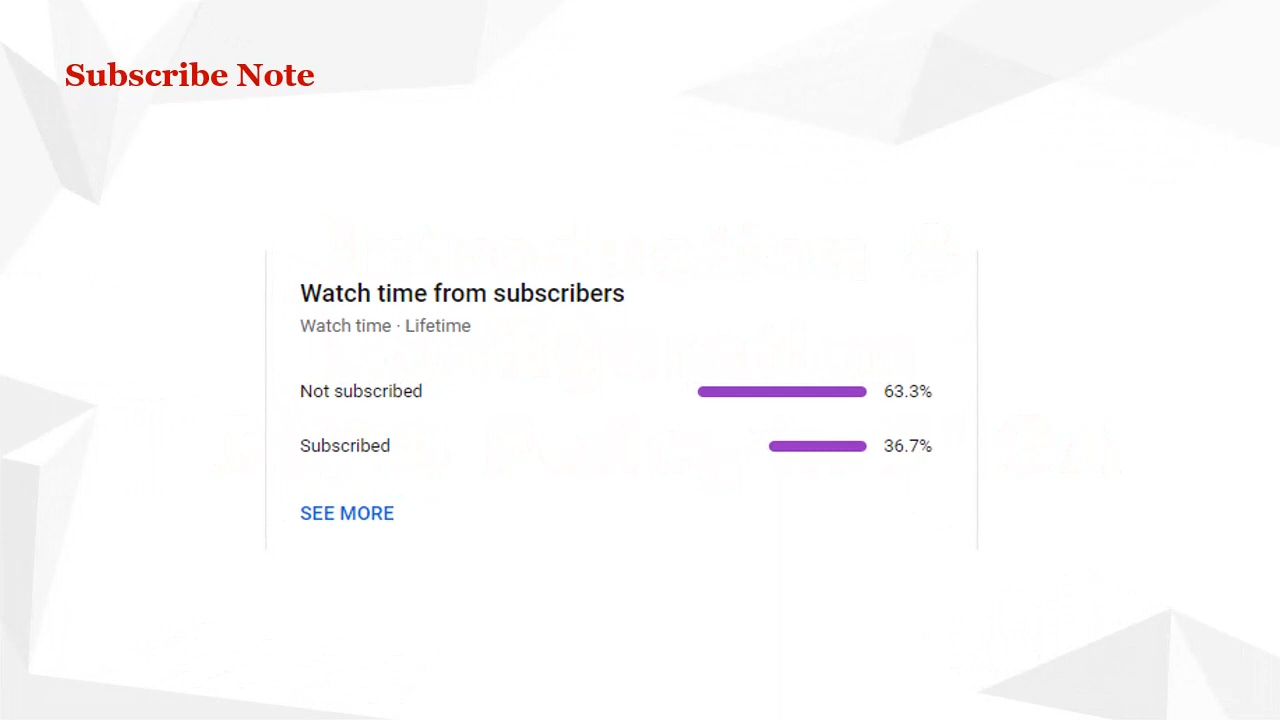 Subscribe Note
Watch time from subscribers
Watch time · Lifetime
Not subscribed 63.3%
Subscribed 36.7%
SEE MORE